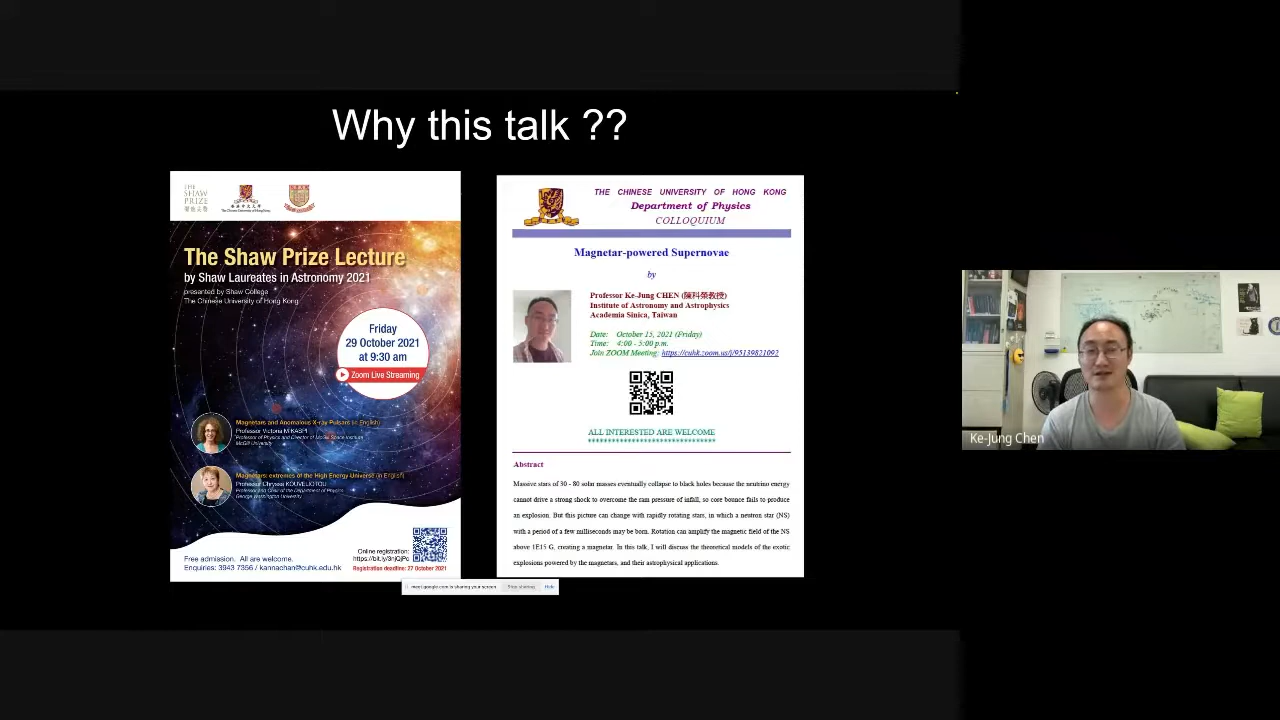 Why this talk ??
THE
SHAW
PRIZE
The Chinese University of Hong Kong
The Shaw Prize Lecture
by Shaw Laureates in Astronomy 2021
presented by Shaw College
The Chinese University of Hong Kong
Friday
29 October 2021
at 9:30 am
Zoom Live Streaming
Magnetars and Anomalous X-ray Pulsars (in English)
Professor Victoria M KASPI
Professor of Physics and Director of McGill Space Institute
McGill University
Magnetars: extremes of the High Energy Universe (in English)
Professor Chryssa KOUVELIOTOU
Professor and Chair of the Department of Physics
George Washington University
Free admission. All are welcome.
Enquiries: 3943 7356 / kannachan@cuhk.edu.hk
Online registration:
https://bit.ly/3njQjPc
Registration deadline: 27 October 2021
meet.google.com is sharing your screen. Stop sharing Hide
THE CHINESE UNIVERSITY OF HONG KONG
Department of Physics
COLLOQUIUM
Magnetar-powered Supernovae
by
Professor Ke-Jung CHEN (陳科榮教授)
Institute of Astronomy and Astrophysics
Academia Sinica, Taiwan
Date: October 15, 2021 (Friday)
Time: 4:00 - 5:00 p.m.
Join ZOOM Meeting: https://cuhk.zoom.us/j/95139821092
ALL INTERESTED ARE WELCOME
******************************
Abstract
Massive stars of 30 - 80 solar masses eventually collapse to black holes because the neutrino energy
cannot drive a strong shock to overcome the ram pressure of infall, so core bounce fails to produce
an explosion. But this picture can change with rapidly rotating stars, in which a neutron star (NS)
with a period of a few milliseconds may be born. Rotation can amplify the magnetic field of the NS
above 1E15 G, creating a magnetar. In this talk, I will discuss the theoretical models of the exotic
explosions powered by the magnetars, and their astrophysical applications.
Ke-Jung Chen